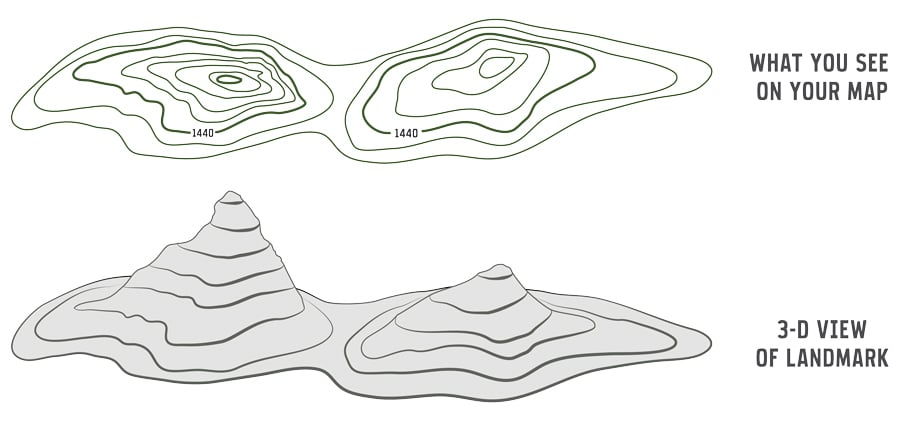 WHAT YOU SEE
ON YOUR MAP
1440
1440
3-D VIEW
OF LANDMARK